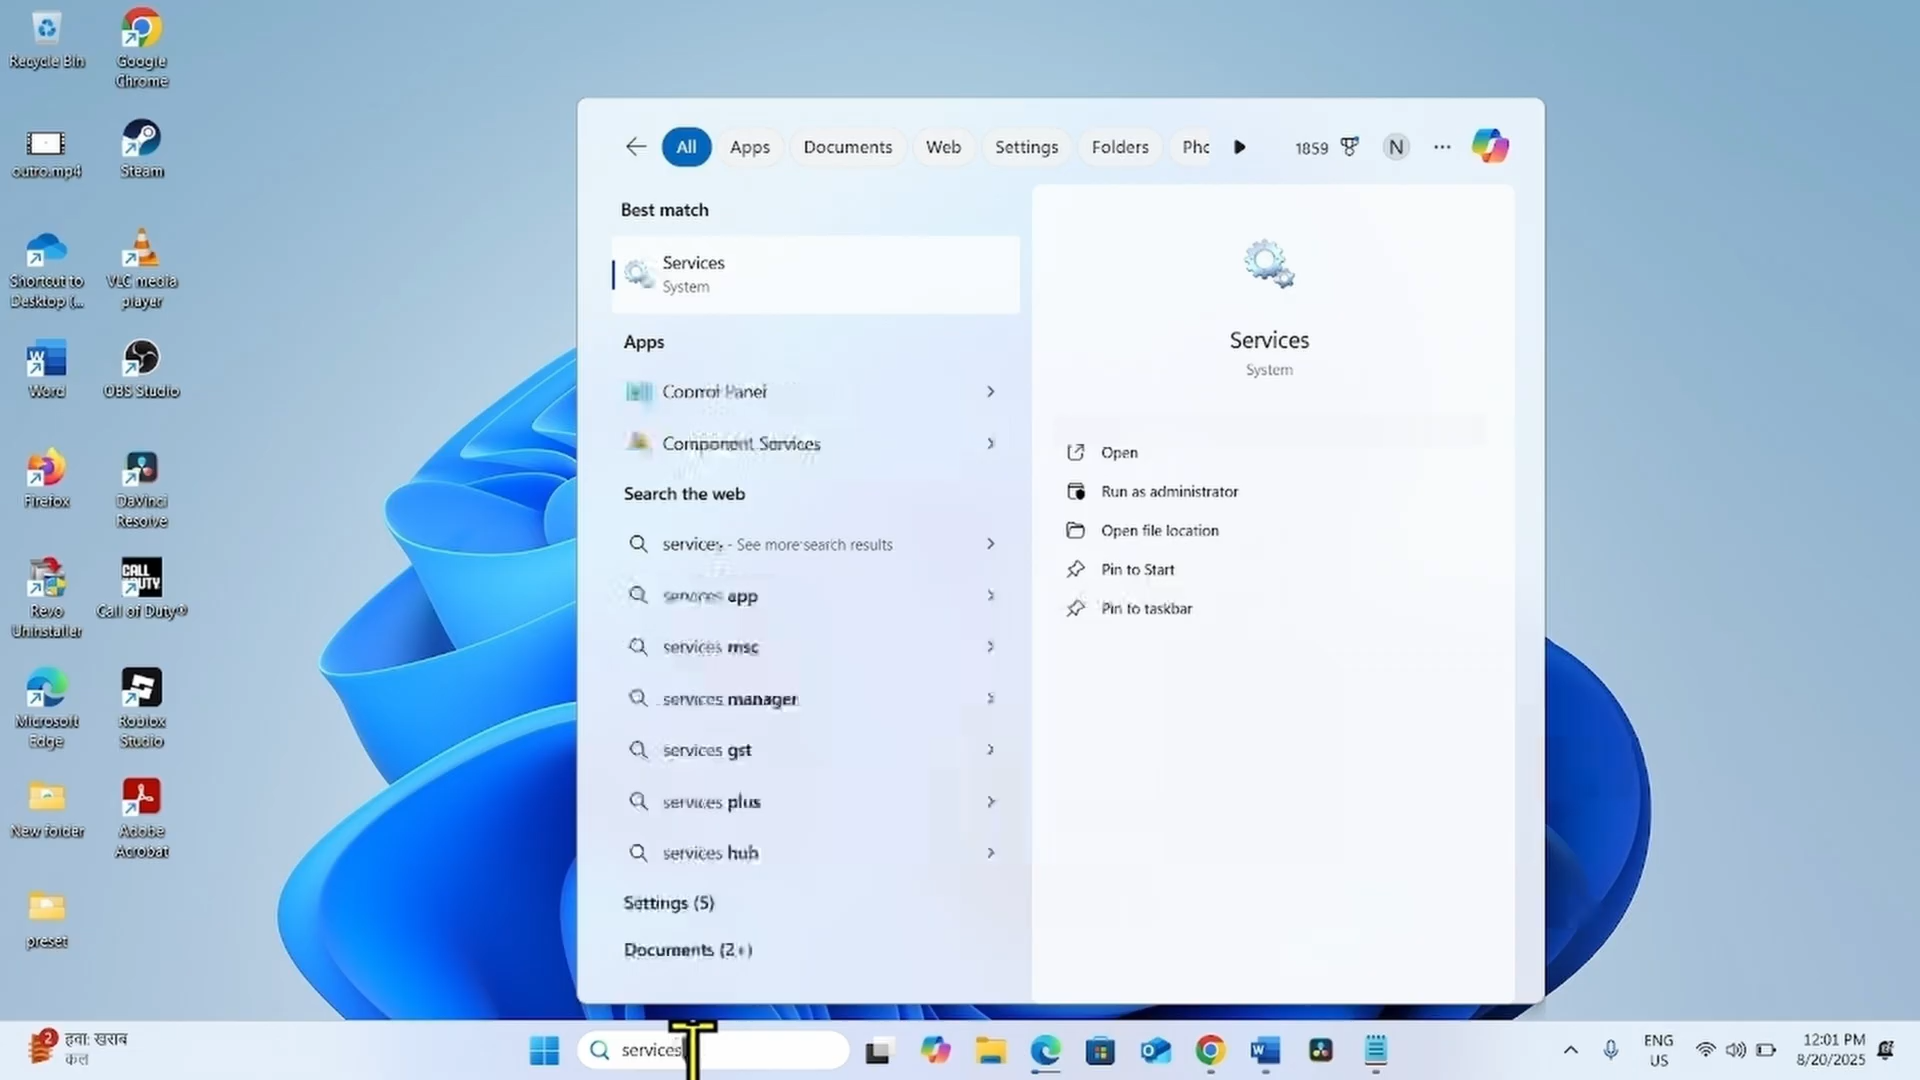 Recycle Bin
Google
Chrome
outro.mp4
Steam
Shortcut to
Desktop (...
VLC media
player
Word
OBS Studio
Firefox
DaVinci
Resolve
Revo
Uninstaller
CALL
DUTY
Call of Duty®
Microsoft
Edge
Roblox
Studio
New folder
Adobe
Acrobat
preset
All
Apps
Documents
Web
Settings
Folders
Phc
1859
N
...
Best match
Services
System
Apps
Control Panel
Component Services
Search the web
services - See more search results
services app
services msc
services manager
services gst
services plus
services hub
Settings (5)
Documents (2+)
Services
System
Open
Run as administrator
Open file location
Pin to Start
Pin to taskbar
2
हवा: खराब
कल
services
ENG
US
12:01 PM
8/20/2025